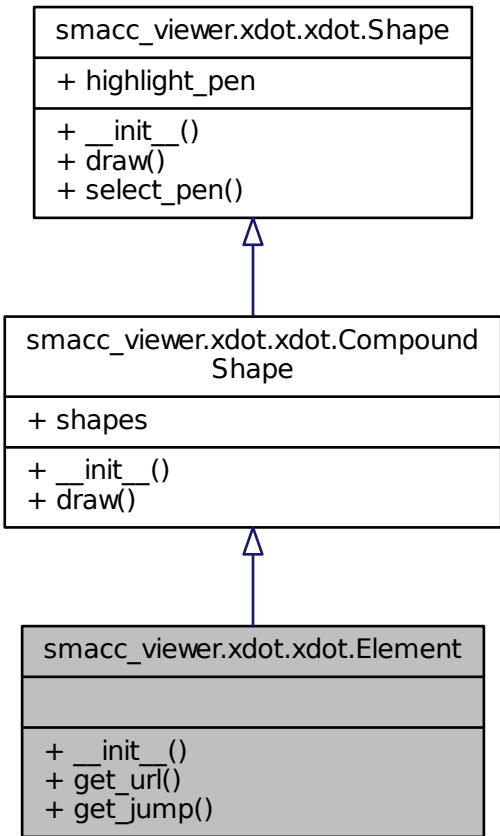 smacc_viewer.xdot.xdot.Shape
+ highlight_pen
+ __init__()
+ draw()
+ select_pen()
smacc_viewer.xdot.xdot.Compound
Shape
+ shapes
+ __init__()
+ draw()
smacc_viewer.xdot.xdot.Element
+ __init__()
+ get_url()
+ get_jump()